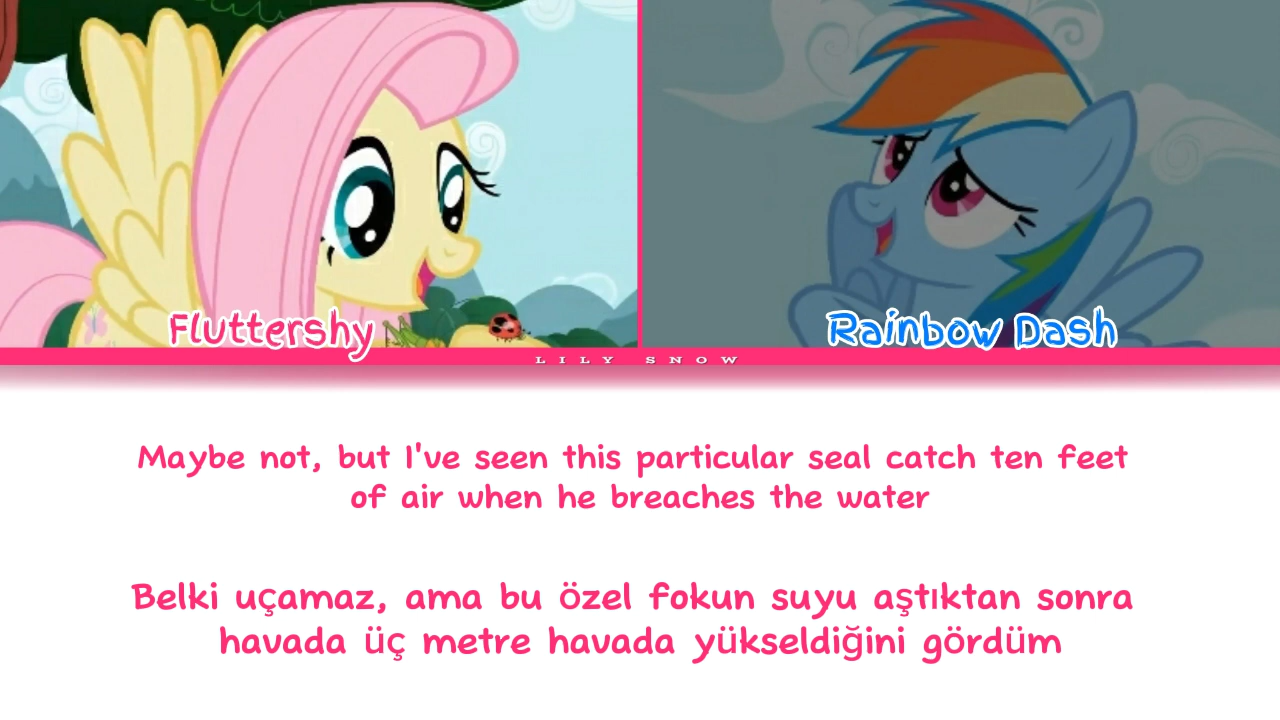 Fluttershy
Rainbow Dash
LILY SNOW
Maybe not, but I've seen this particular seal catch ten feet
of air when he breaches the water
Belki uçamaz, ama bu özel fokun suyu aştıktan sonra
havada üç metre havada yükseldiğini gördüm